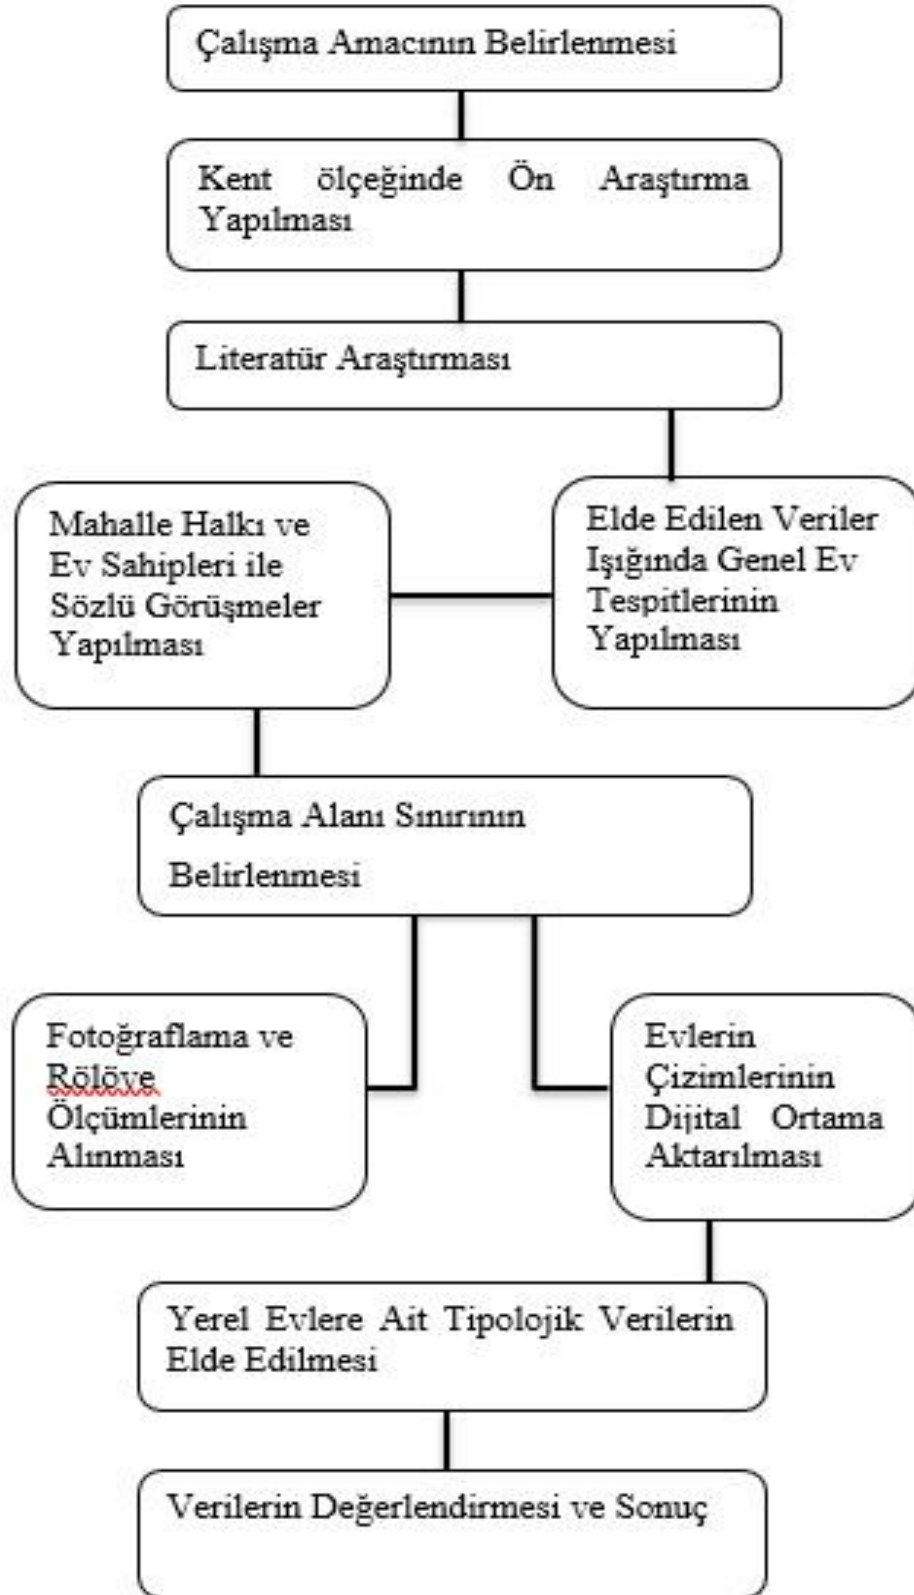 Çalışma Amacının Belirlenmesi
Kent ölçeğinde Ön Araştırma
Yapılması
Literatür Araştırması
Mahalle Halkı ve
Ev Sahipleri ile
Sözlü Görüşmeler
Yapılması
Elde Edilen Veriler
Işığında Genel Ev
Tespitlerinin
Yapılması
Çalışma Alanı Sınırının
Belirlenmesi
Fotoğraflama ve
Rölöve
Ölçümlerinin
Alınması
Evlerin
Çizimlerinin
Dijital Ortama
Aktarılması
Yerel Evlere Ait Tipolojik Verilerin
Elde Edilmesi
Verilerin Değerlendirmesi ve Sonuç